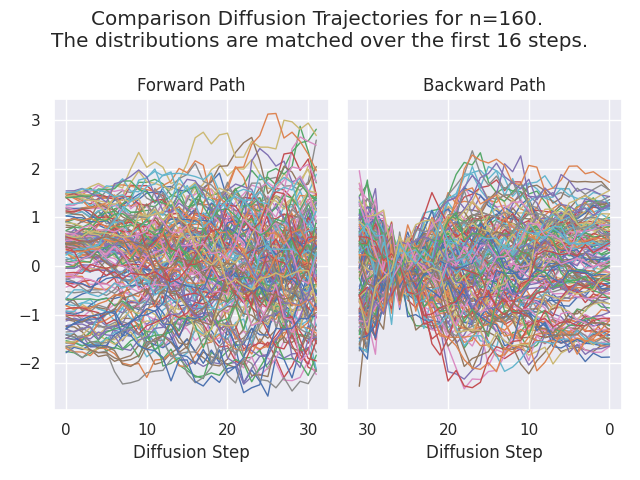 Comparison Diffusion Trajectories for n=160.
The distributions are matched over the first 16 steps.
Forward Path
Backward Path
3
2
1
0
−1
−2
0 10 20 30
30 20 10 0
Diffusion Step
Diffusion Step